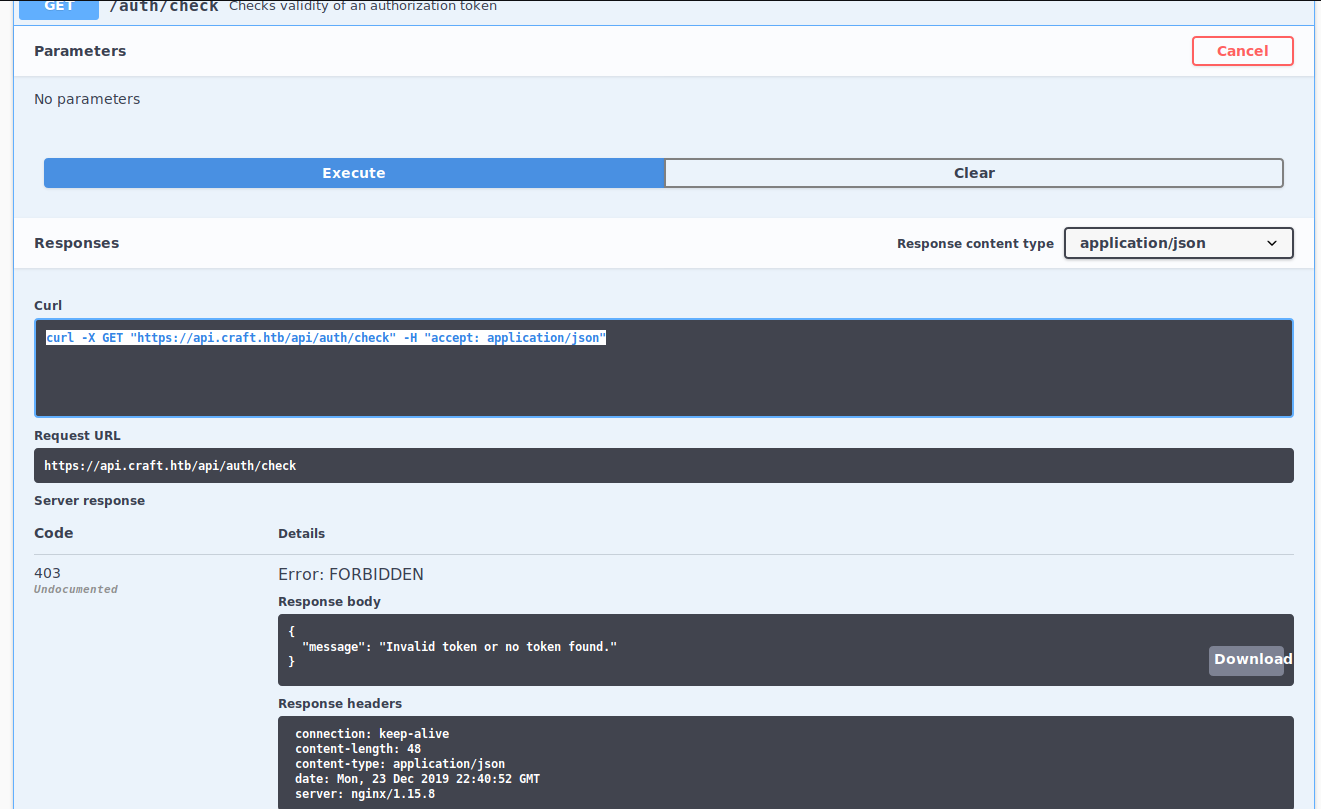 GET /auth/check Checks validity of an authorization token
Parameters Cancel
No parameters
Execute Clear
Responses Response content type application/json
Curl
curl -X GET "https://api.craft.htb/api/auth/check" -H "accept: application/json"
Request URL
https://api.craft.htb/api/auth/check
Server response
Code Details
403 Error: FORBIDDEN
Undocumented
Response body
{
"message": "Invalid token or no token found."
}
Download
Response headers
connection: keep-alive
content-length: 48
content-type: application/json
date: Mon, 23 Dec 2019 22:40:52 GMT
server: nginx/1.15.8